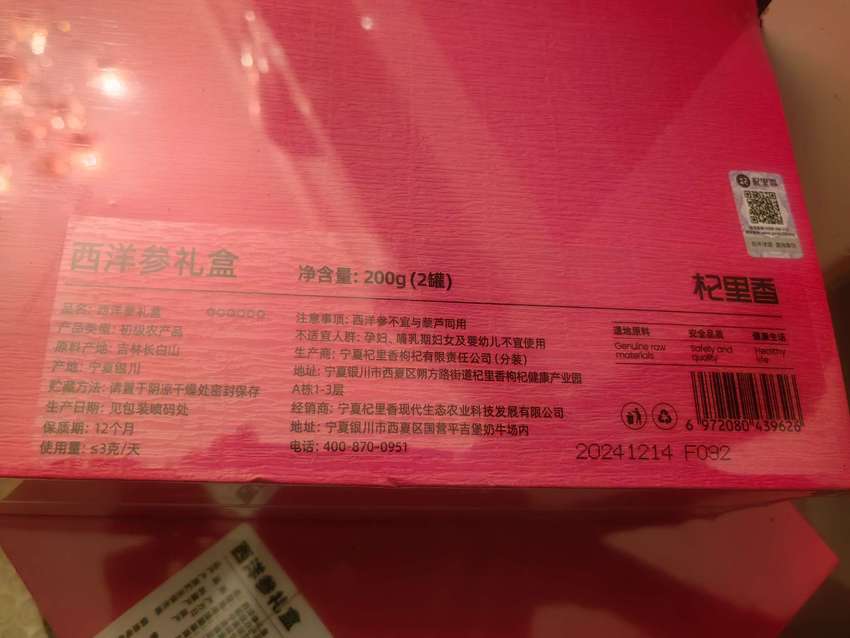 西洋参礼盒
净含量: 200g(2罐)
杞里香
品名: 西洋参礼盒
产品类型: 初级农产品
原料产地: 吉林长白山
产地: 宁夏银川
贮藏方法: 请置于阴凉干燥处密封保存
生产日期: 见包装喷码处
保质期: 12个月
使用量: ≤3克/天
注意事项: 西洋参不宜与藜芦同用
不适宜人群: 孕妇、哺乳期妇女及婴幼儿不宜使用
生产商: 宁夏杞里香枸杞有限责任公司(分装)
地址: 宁夏银川市西夏区朔方路街道杞里香枸杞健康产业园
A栋1-3层
经销商: 宁夏杞里香现代生态农业科技发展有限公司
地址: 宁夏银川市西夏区国营平吉堡奶牛场内
电话: 400-870-0951
道地原料
Genuine raw
materials
安全品质
Safety and
quality
健康生活
Healthy
life
6 972080 439626
20241214 F092
杞里香
西洋参礼盒